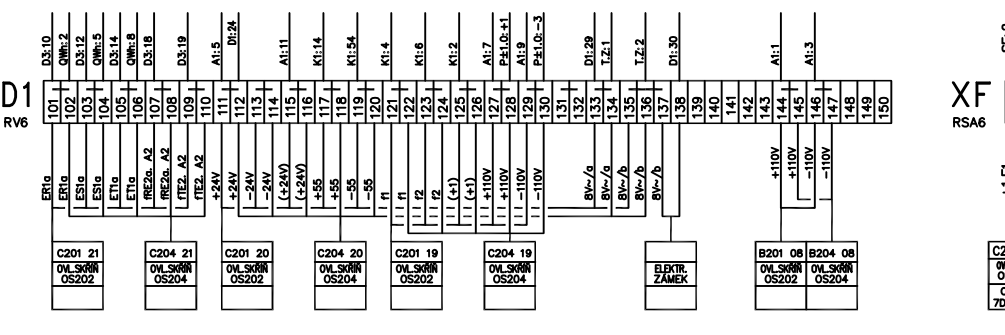 D3:10
QWh:2
D3:12
QWh:5
D3:14
QWh:8
D3:18
D3:19
A1:5
D1:24
A1:11
K1:14
K1:54
K1:4
K1:6
K1:2
A1:7
P±1.0:+1
A1:9
P±1.0:-3
D1:29
T.Z:1
T.Z:2
D1:30
A1:1
A1:3
D1
RV6
101 102 103 104 105 106 107 108 109 110 111 112 113 114 115 116 117 118 119 120 121 122 123 124 125 126 127 128 129 130 131 132 133 134 135 136 137 138 139 140 141 142 143 144 145 146 147 148 149 150
XF
RSA6
ER1a
ER1a
ES1a
ES1a
ET1a
ET1a
fRE2a. A2
fRE2a. A2
fTE2. A2
fTE2. A2
+24V
+24V
-24V
-24V
(+24V)
(+24V)
+55
+55
-55
-55
f1
f1
f2
f2
(+1)
(+1)
+110V
+110V
-110V
-110V
8V~/a
8V~/a
8V~/b
8V~/b
8V~/b
+110V
+110V
-110V
-110V
C201 21
OVL.SKŘÍŇ
OS202
C204 21
OVL.SKŘÍŇ
OS204
C201 20
OVL.SKŘÍŇ
OS202
C204 20
OVL.SKŘÍŇ
OS204
C201 19
OVL.SKŘÍŇ
OS202
C204 19
OVL.SKŘÍŇ
OS204
ELEKTR.
ZÁMEK
B201 08
OVL.SKŘÍŇ
OS202
B204 08
OVL.SKŘÍŇ
OS204